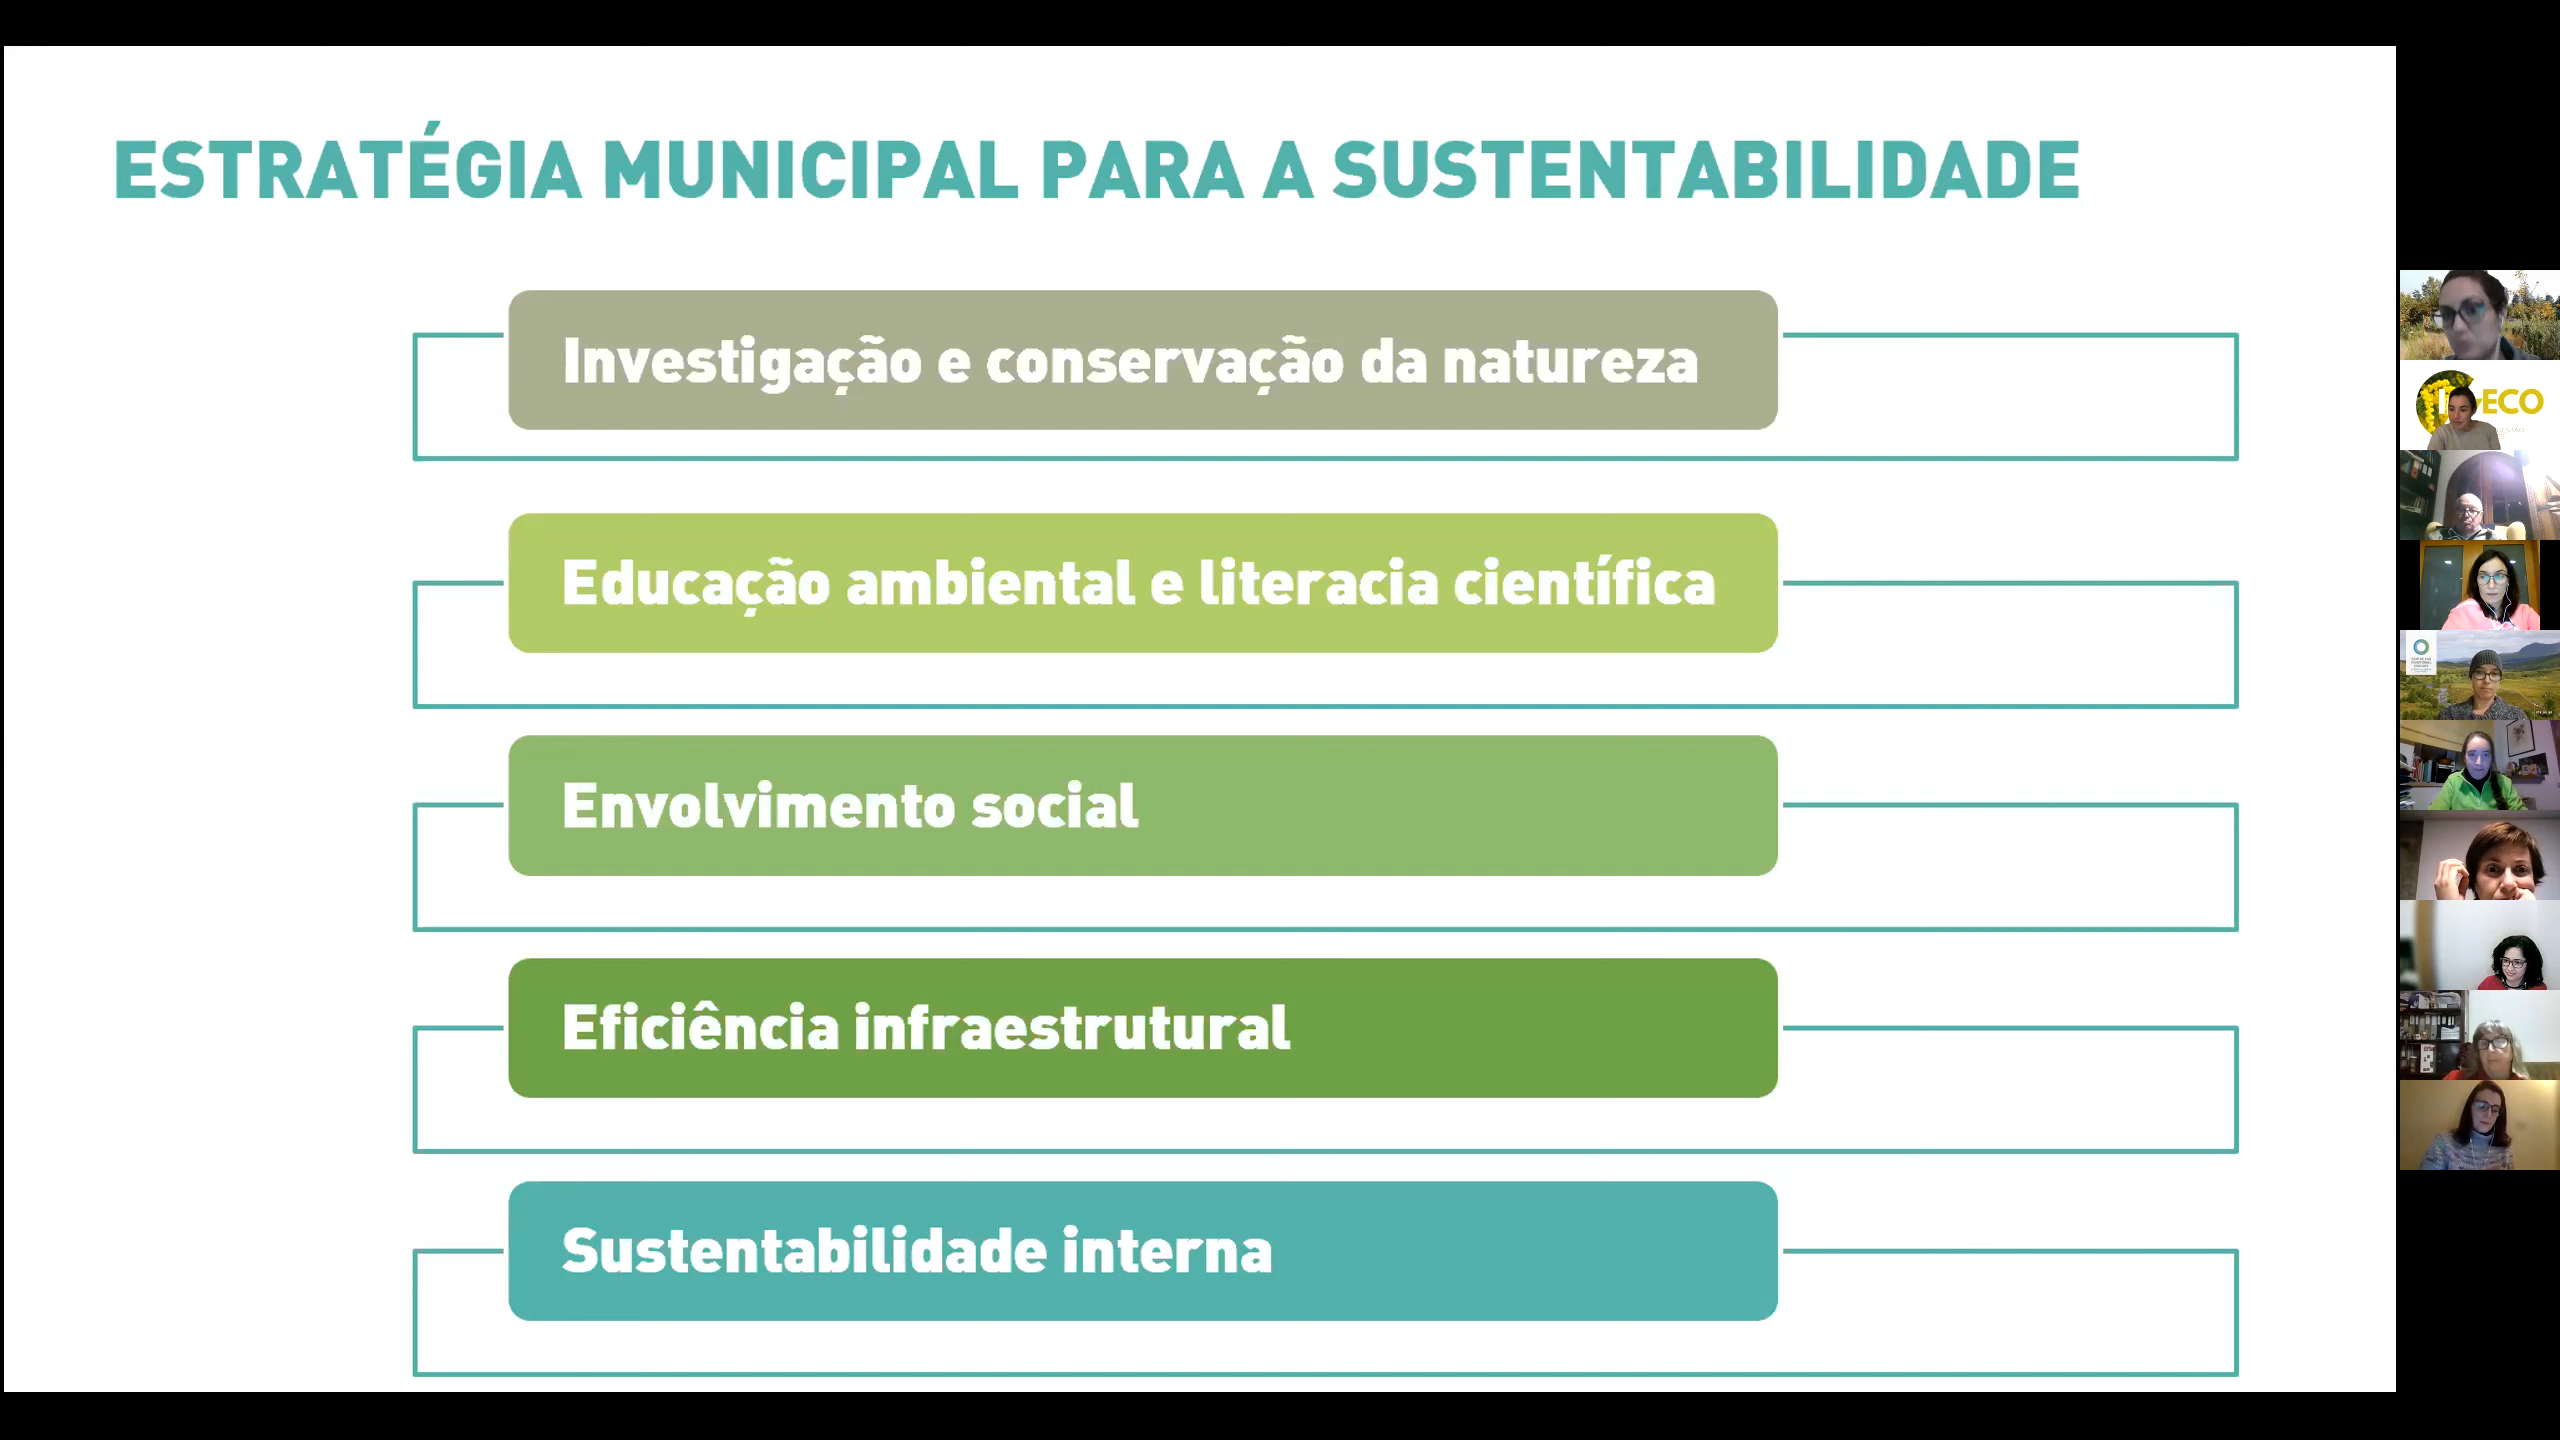 ESTRATÉGIA MUNICIPAL PARA A SUSTENTABILIDADE
Investigação e conservação da natureza
Educação ambiental e literacia científica
Envolvimento social
Eficiência infraestrutural
Sustentabilidade interna
ECO